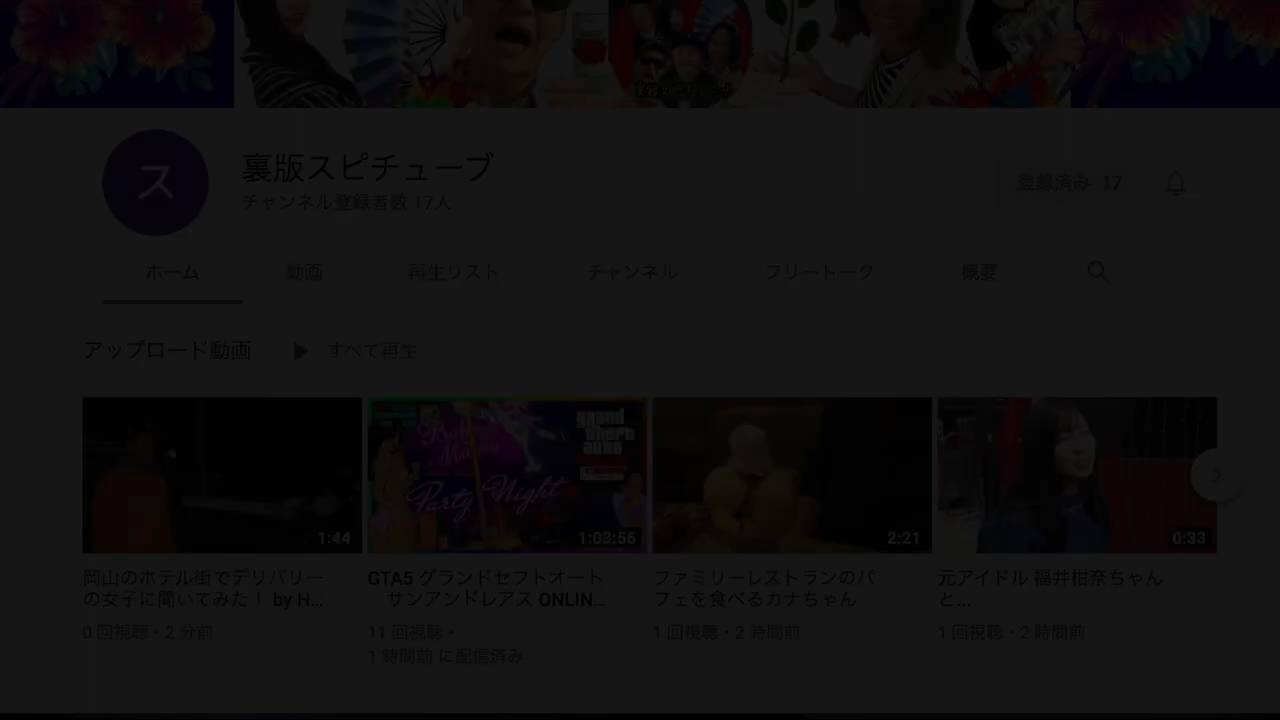 裏版スピチューブ
チャンネル登録者数 17人
登録済み 17
ホーム 動画 再生リスト チャンネル フリートーク 概要
アップロード動画 すべて再生
grand
theft
auto
Party Night
1:44
1:03:56
2:21
0:33
岡山のホテル街でデリバリー
の女子に聞いてみた！ by H...
0 回視聴・2 分前
GTA5 グランドセフトオート
サンアンドレアス ONLIN...
11 回視聴・
1 時間前 に配信済み
ファミリーレストランのパ
フェを食べるカナちゃん
1 回視聴・2 時間前
元アイドル 福井柑奈ちゃん
と...
1 回視聴・2 時間前
ス